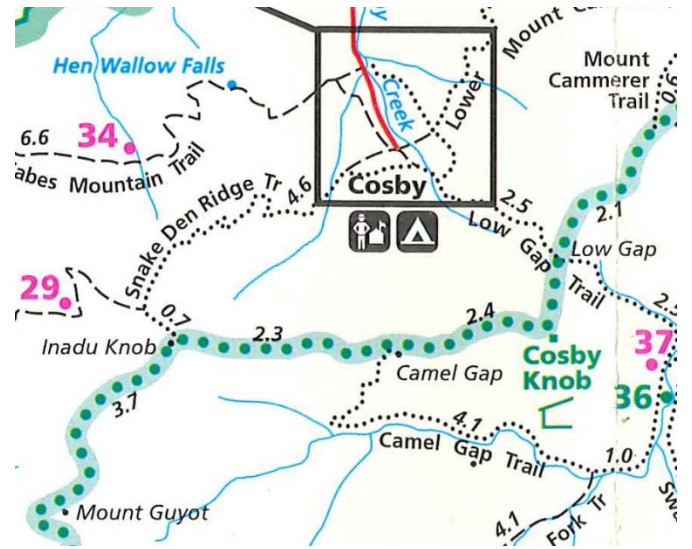 Hen Wallow Falls
6.6
34
abes Mountain Trail
Creek
Lower
Mount Ca
Mount
Cammerer
Trail
0.6
2.1
Cosby
Snake Den Ridge Tr
4.6
2.5
Low Gap Trail
Low Gap
29
0.7
Inadu Knob
2.3
2.4
Camel Gap
Cosby
Knob
2.5
37
36
3.7
Mount Guyot
4.1
Camel Gap Trail
1.0
4.1
Fork Tr
Swa